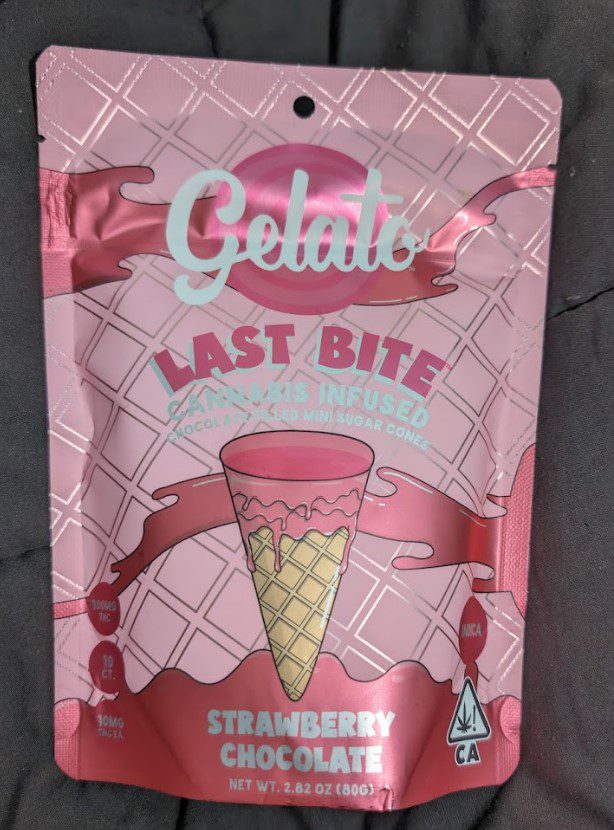 Gelato
LAST BITE™
CANNABIS INFUSED
CHOCOLATE FILLED MINI SUGAR CONES
100MG
THC
10
CT.
10MG
THC EA.
INDICA
CA
STRAWBERRY
CHOCOLATE
NET WT. 2.82 OZ (80G)